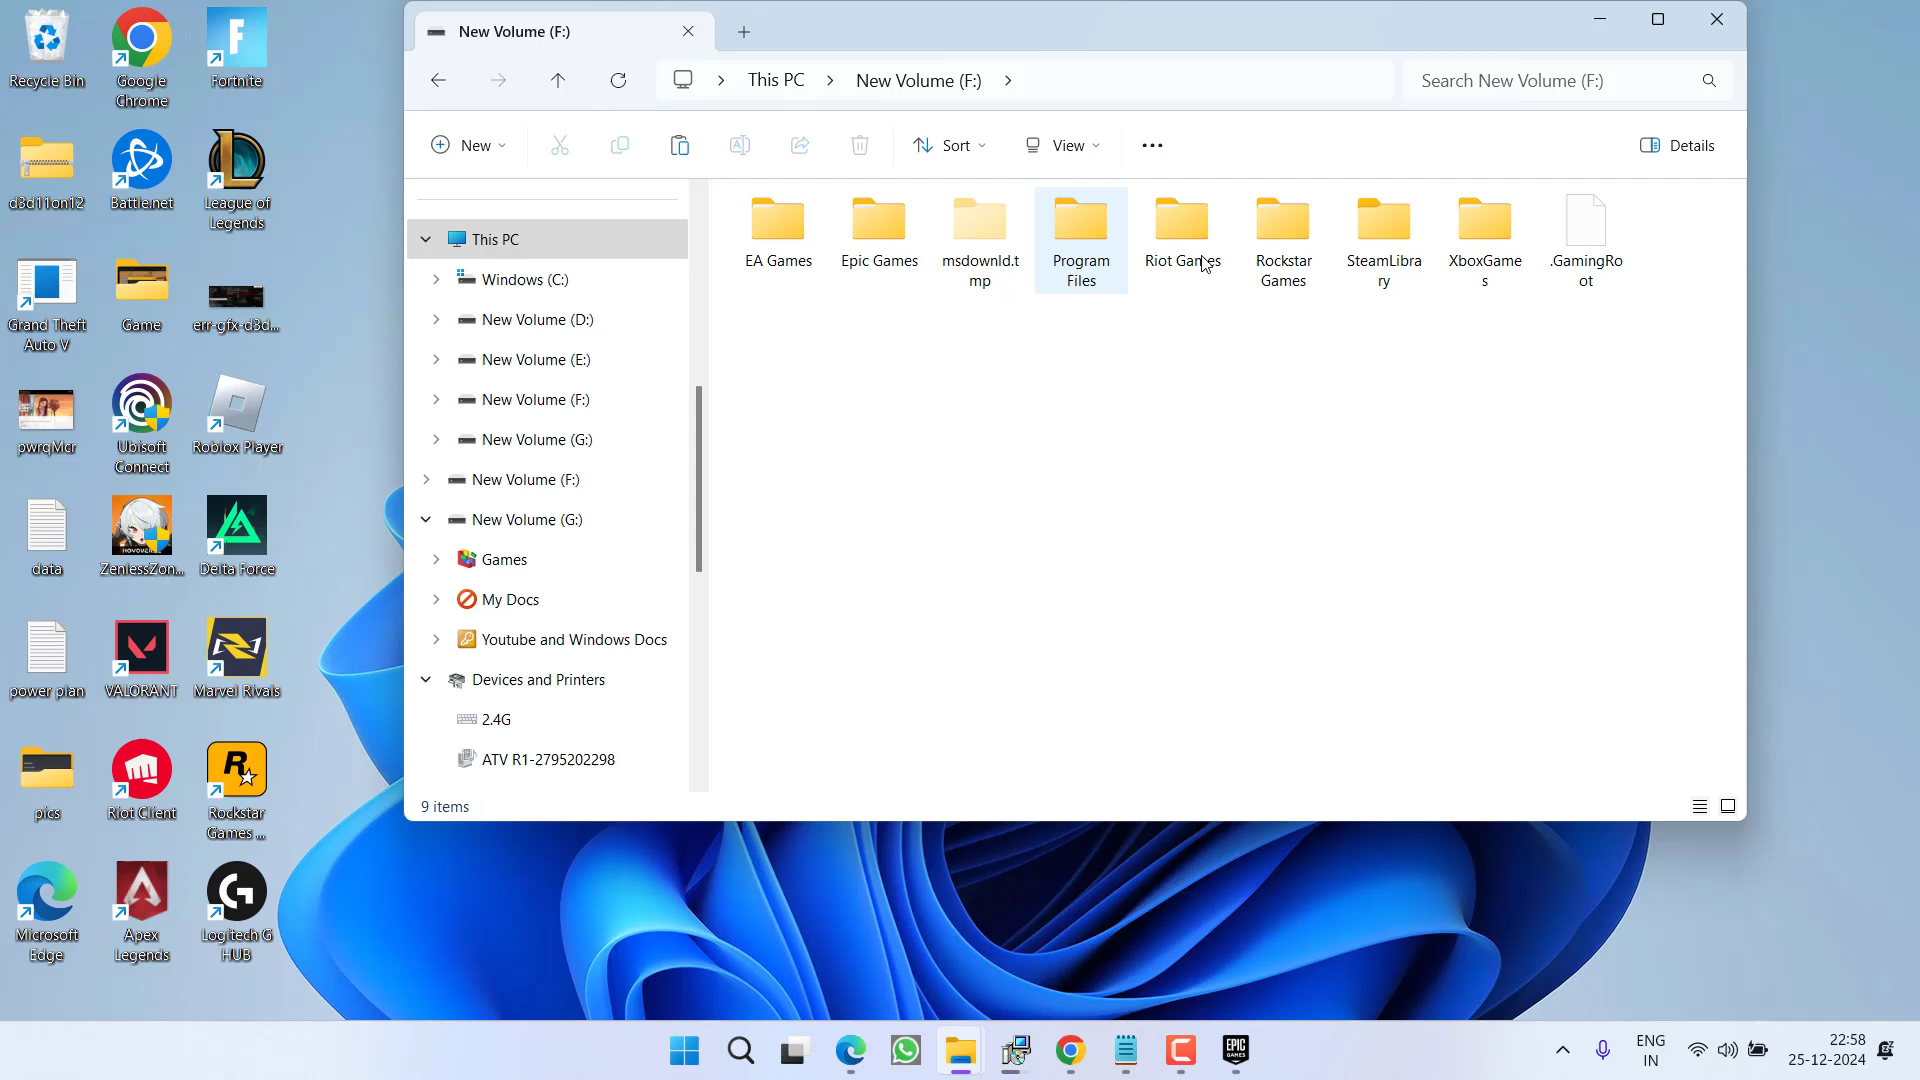 New Volume (F:)
This PC
New Volume (F:)
Search New Volume (F:)
New
Sort
View
Details
This PC
Windows (C:)
New Volume (D:)
New Volume (E:)
New Volume (F:)
New Volume (G:)
New Volume (F:)
New Volume (G:)
Games
My Docs
Youtube and Windows Docs
Devices and Printers
2.4G
ATV R1-2795202298
EA Games
Epic Games
msdownld.t
mp
Program
Files
Riot Games
Rockstar
Games
SteamLibra
ry
XboxGame
s
.GamingRo
ot
9 items
Recycle Bin
Google
Chrome
Fortnite
d3d11on12
Battle.net
League of
Legends
Grand Theft
Auto V
Game
err-gfx-d3d...
pwrqMcr
Ubisoft
Connect
Roblox Player
data
ZenlessZon...
Delta Force
power plan
VALORANT
Marvel Rivals
pics
Riot Client
Rockstar
Games ...
Microsoft
Edge
Apex
Legends
Logitech G
HUB
EPIC
GAMES
ENG
IN
22:58
25-12-2024